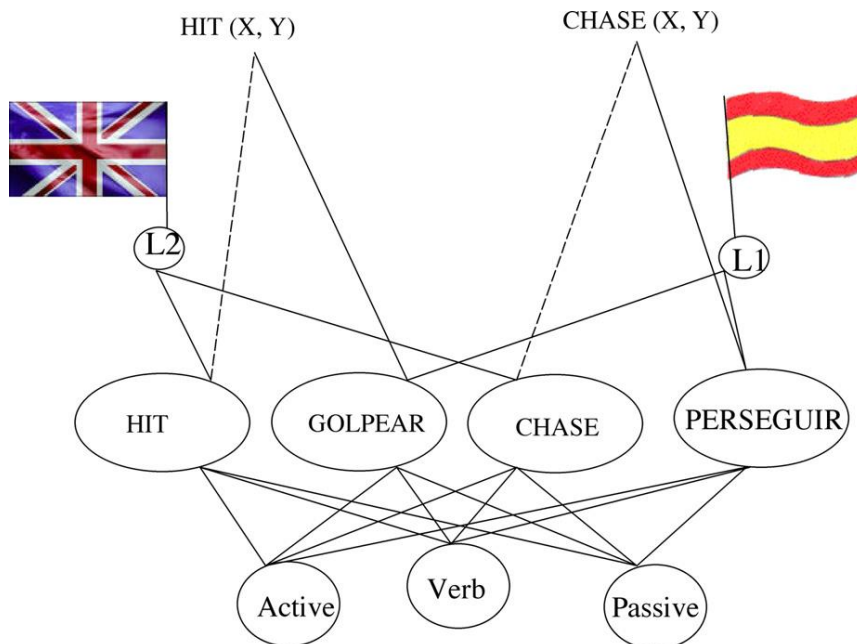 HIT (X, Y)
CHASE (X, Y)
L2
L1
HIT
GOLPEAR
CHASE
PERSEGUIR
Active
Verb
Passive